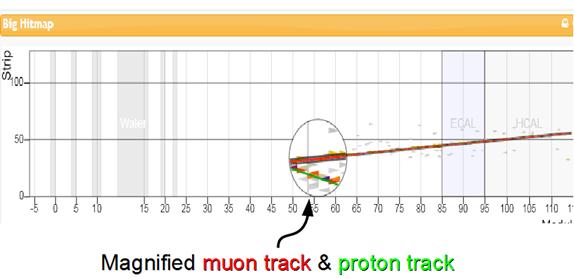 Big Hitmap
Strip
100
50
0
Water
ECAL
HCAL
-5 0 5 10 15 20 25 30 35 40 45 50 55 60 65 70 75 80 85 90 95 100 105 110
Magnified muon track & proton track